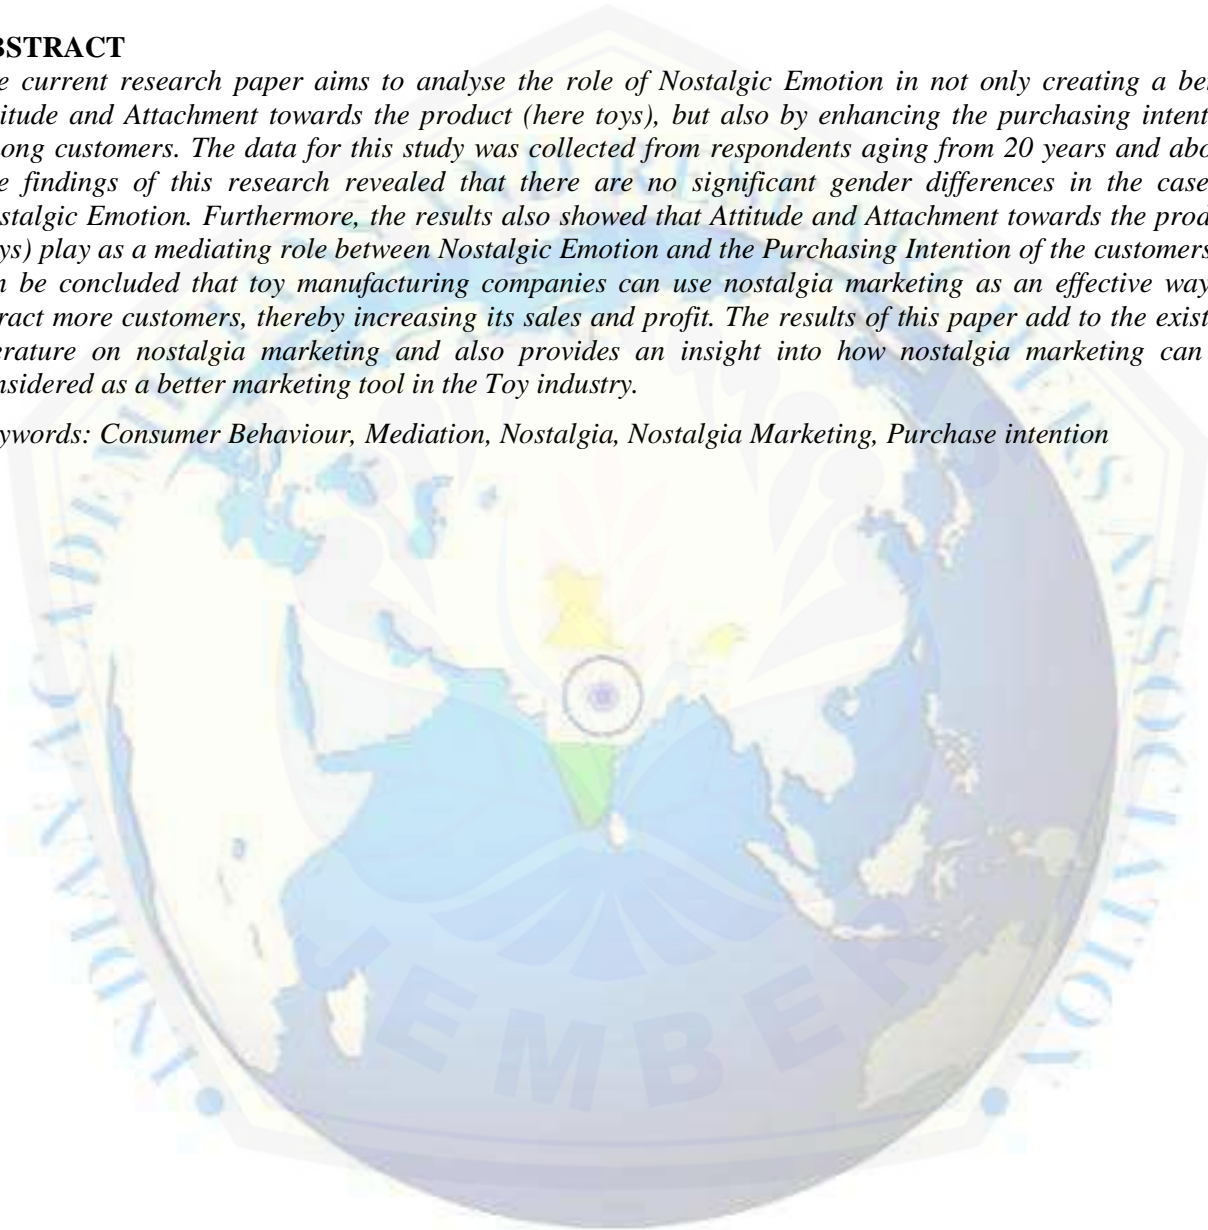 BSTRACT
e current research paper aims to analyse the role of Nostalgic Emotion in not only creating a be
itude and Attachment towards the product (here toys), but also by enhancing the purchasing intent
ong customers. The data for this study was collected from respondents aging from 20 years and abo
e findings of this research revealed that there are no significant gender differences in the case
stalgic Emotion. Furthermore, the results also showed that Attitude and Attachment towards the prod
ys) play as a mediating role between Nostalgic Emotion and the Purchasing Intention of the customers
n be concluded that toy manufacturing companies can use nostalgia marketing as an effective way
ract more customers, thereby increasing its sales and profit. The results of this paper add to the exist
erature on nostalgia marketing and also provides an insight into how nostalgia marketing can
nsidered as a better marketing tool in the Toy industry.
ywords: Consumer Behaviour, Mediation, Nostalgia, Nostalgia Marketing, Purchase intention
INDIAN ACADEMICIANS AND RESEARCHERS ASSOCIATION
JEMBER